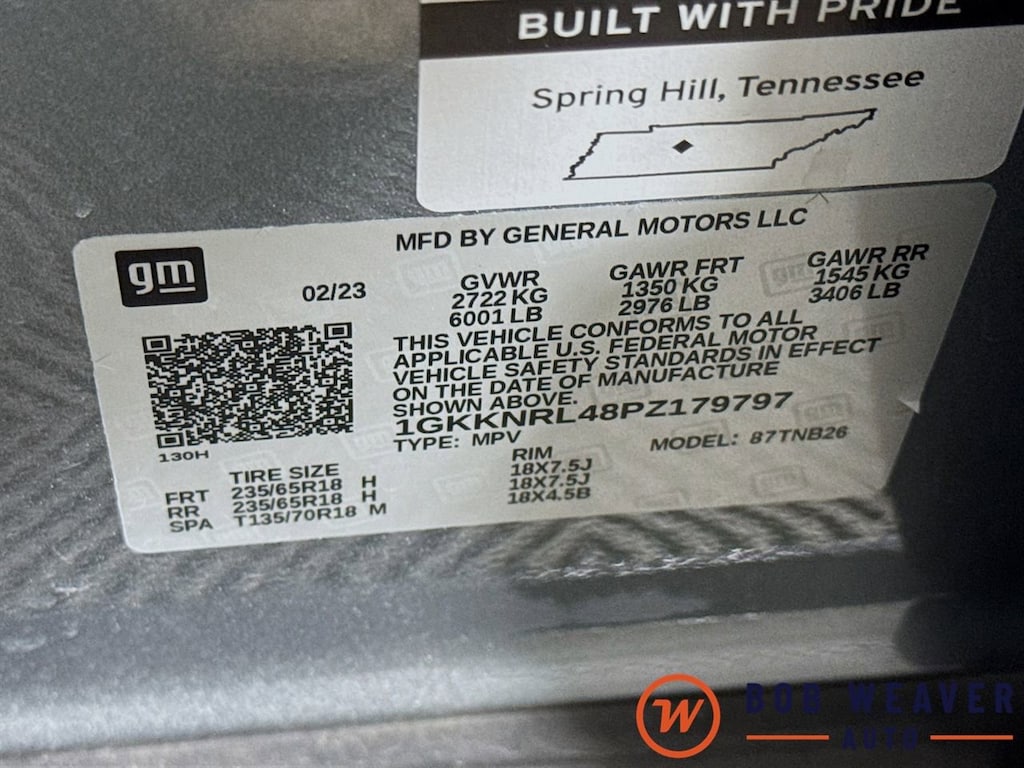 BUILT WITH PRIDE
Spring Hill, Tennessee
MFD BY GENERAL MOTORS LLC
gm
02/23
GVWR GAWR FRT GAWR RR
2722 KG 1350 KG 1545 KG
6001 LB 2976 LB 3406 LB
THIS VEHICLE CONFORMS TO ALL
APPLICABLE U.S. FEDERAL MOTOR
VEHICLE SAFETY STANDARDS IN EFFECT
ON THE DATE OF MANUFACTURE
SHOWN ABOVE.
1GKKNRL48PZ179797
TYPE: MPV MODEL: 87TNB26
130H
TIRE SIZE RIM
FRT 235/65R18 H 18X7.5J
RR 235/65R18 H 18X7.5J
SPA T135/70R18 M 18X4.5B
W BOB WEAVER
AUTO